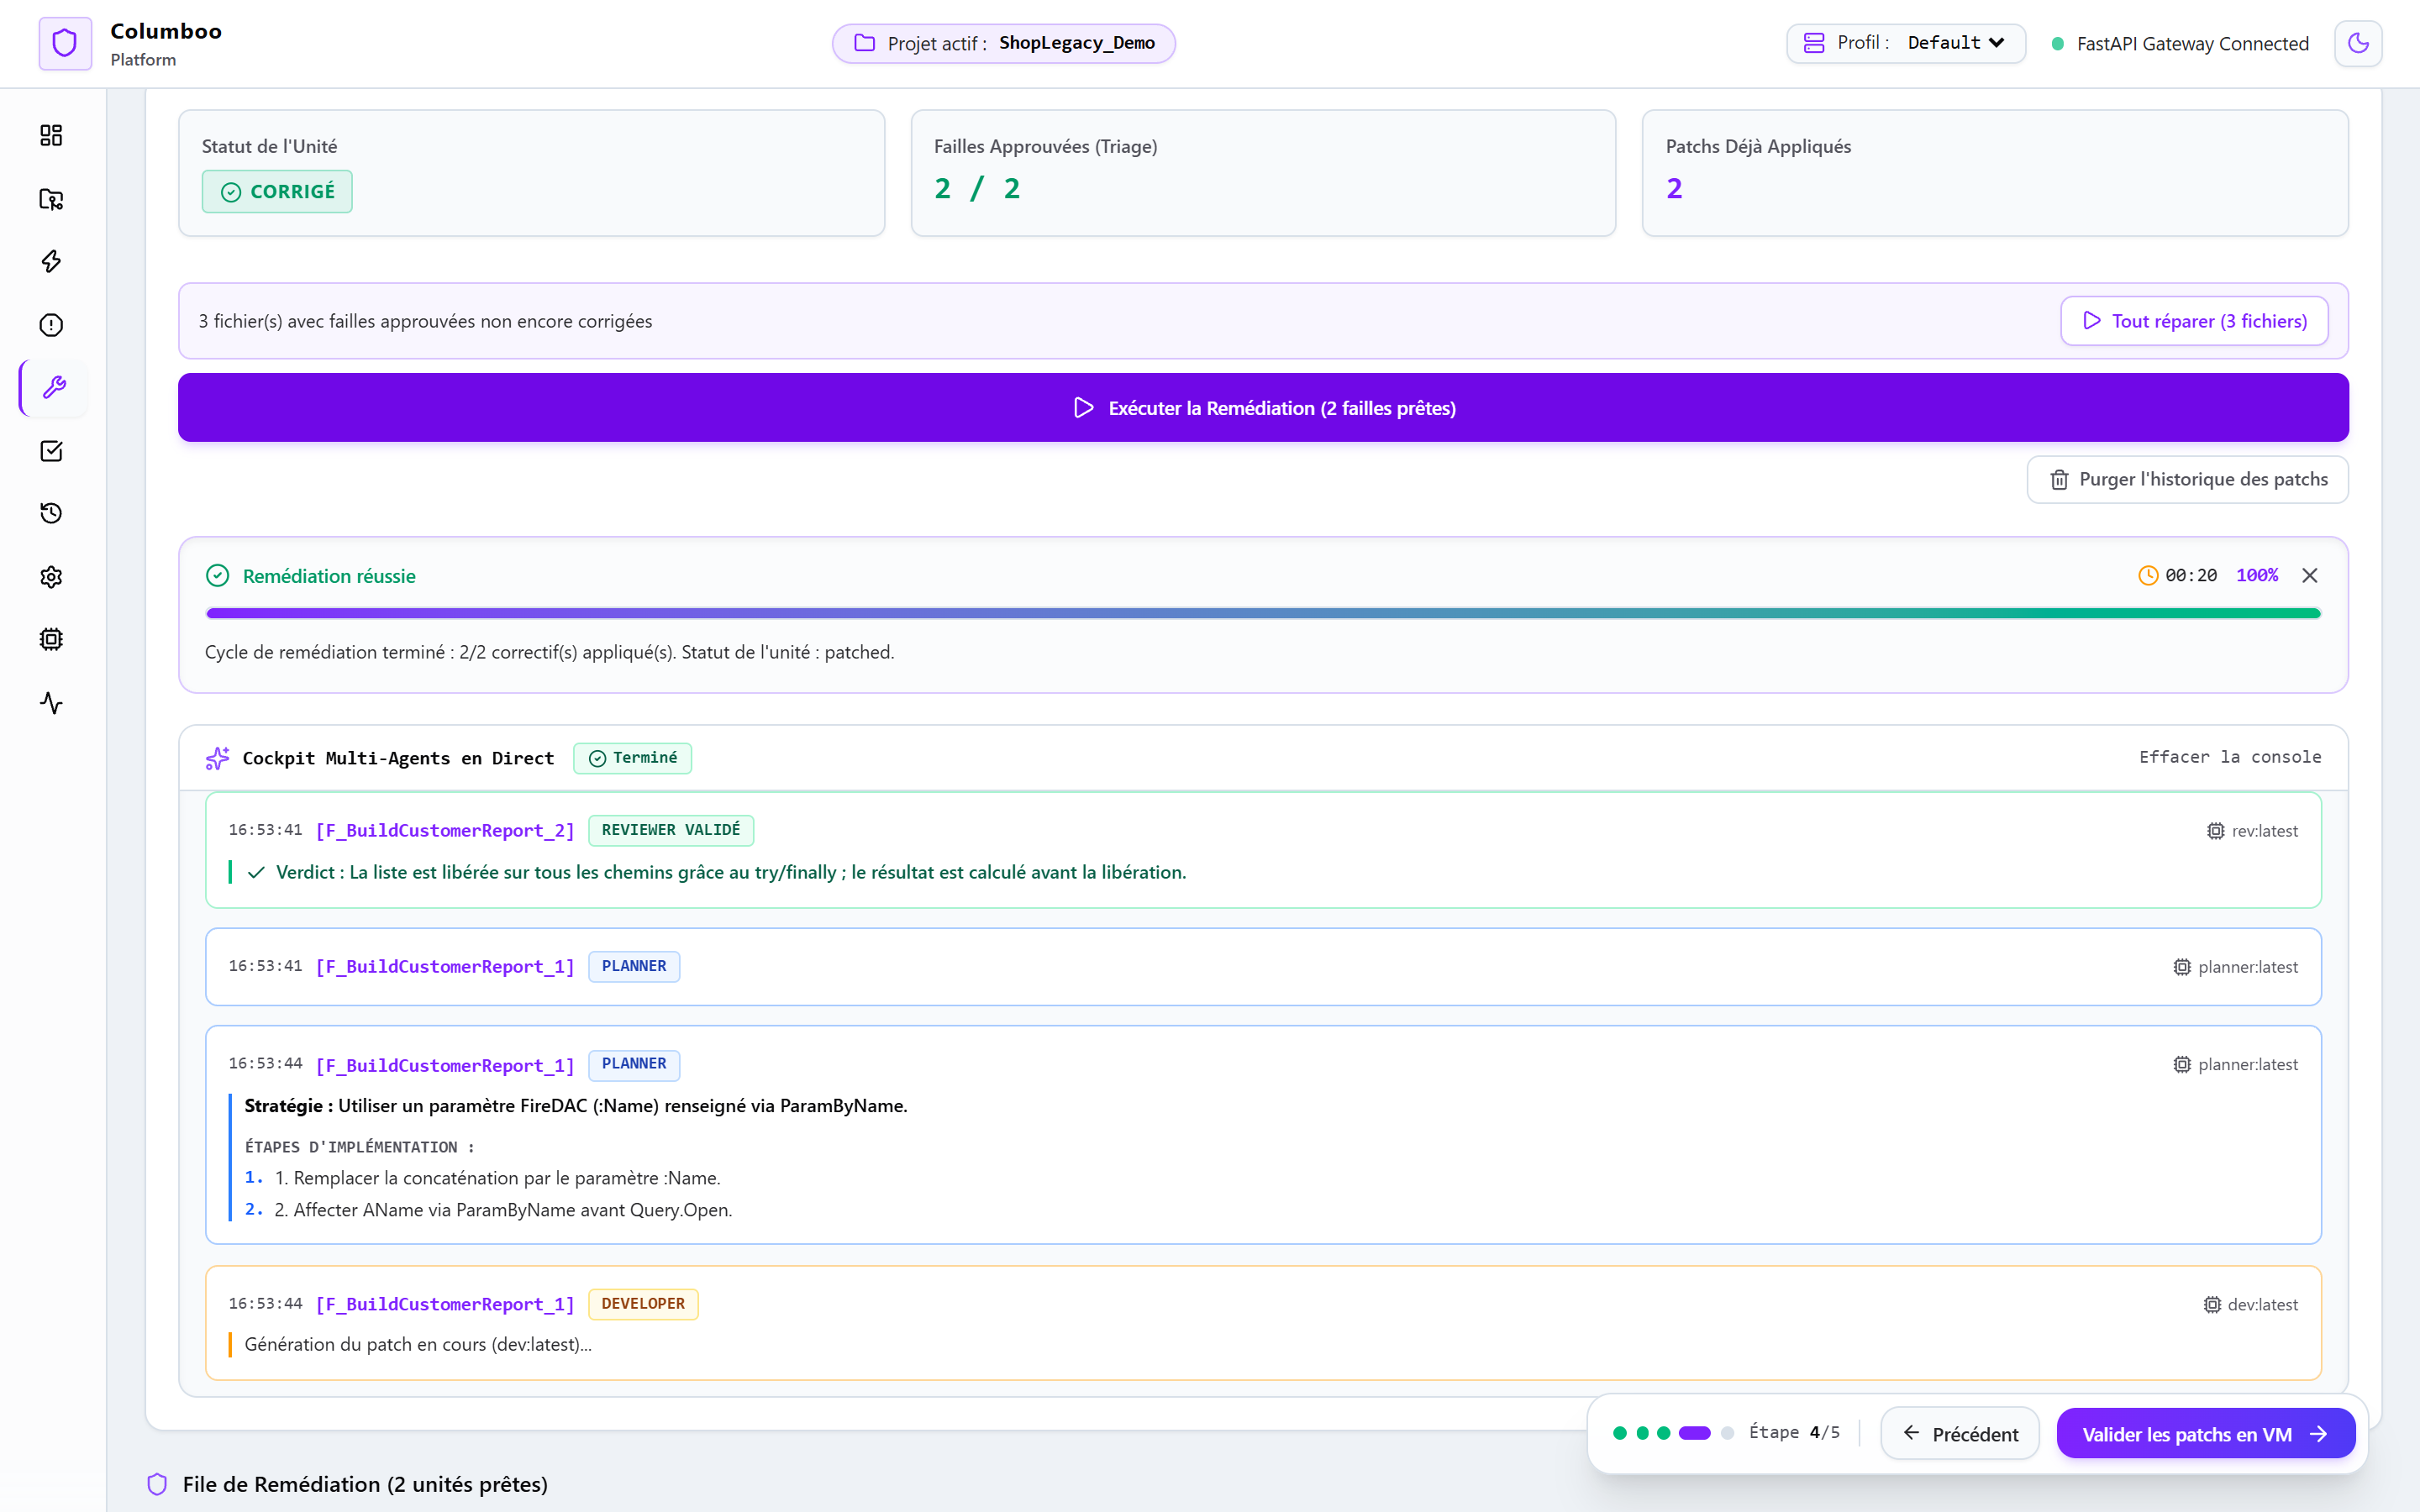 Columboo
Platform
Projet actif : ShopLegacy_Demo
Profil : Default
FastAPI Gateway Connected
Statut de l'Unité
CORRIGÉ
Failles Approuvées (Triage)
2 / 2
Patchs Déjà Appliqués
2
3 fichier(s) avec failles approuvées non encore corrigées
Tout réparer (3 fichiers)
Exécuter la Remédiation (2 failles prêtes)
Purger l'historique des patchs
Remédiation réussie
00:20 100%
Cycle de remédiation terminé : 2/2 correctif(s) appliqué(s). Statut de l'unité : patched.
Cockpit Multi-Agents en Direct
Terminé
Effacer la console
16:53:41 [F_BuildCustomerReport_2] REVIEWER VALIDÉ
rev:latest
Verdict : La liste est libérée sur tous les chemins grâce au try/finally ; le résultat est calculé avant la libération.
16:53:41 [F_BuildCustomerReport_1] PLANNER
planner:latest
16:53:44 [F_BuildCustomerReport_1] PLANNER
planner:latest
Stratégie : Utiliser un paramètre FireDAC (:Name) renseigné via ParamByName.
ÉTAPES D'IMPLÉMENTATION :
1. 1. Remplacer la concaténation par le paramètre :Name.
2. 2. Affecter AName via ParamByName avant Query.Open.
16:53:44 [F_BuildCustomerReport_1] DEVELOPER
dev:latest
Génération du patch en cours (dev:latest)...
Étape 4/5
Précédent
Valider les patchs en VM
File de Remédiation (2 unités prêtes)